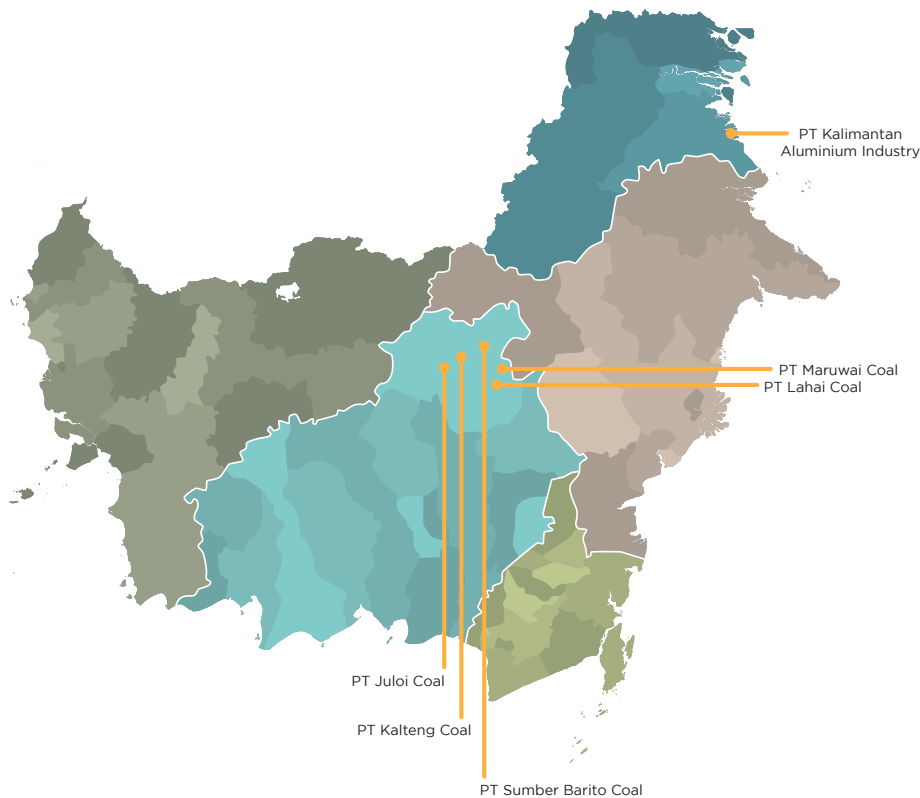 PT Kalimantan
Aluminium Industry
PT Maruwai Coal
PT Lahai Coal
PT Juloi Coal
PT Kalteng Coal
PT Sumber Barito Coal